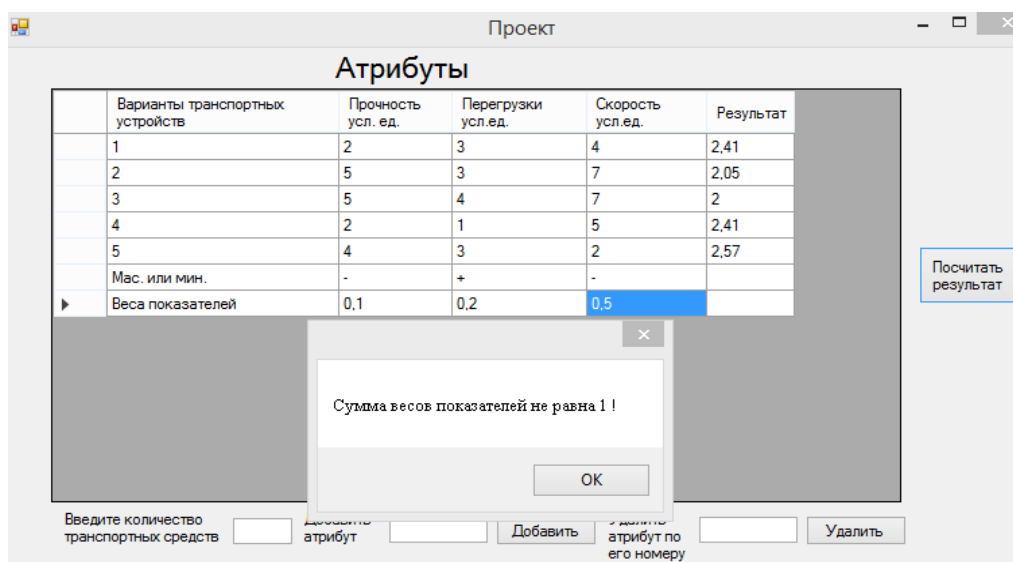 Проект
Атрибуты
Варианты транспортных устройств
Прочность усл. ед.
Перегрузки усл.ед.
Скорость усл.ед.
Результат
1 2 3 4 2,41
2 5 3 7 2,05
3 5 4 7 2
4 2 1 5 2,41
5 4 3 2 2,57
Мас. или мин. - + -
Веса показателей 0,1 0,2 0,5
Посчитать
результат
Сумма весов показателей не равна 1 !
OK
Введите количество
транспортных средств
Добавить
атрибут
Добавить
Удалить
атрибут по
его номеру
Удалить